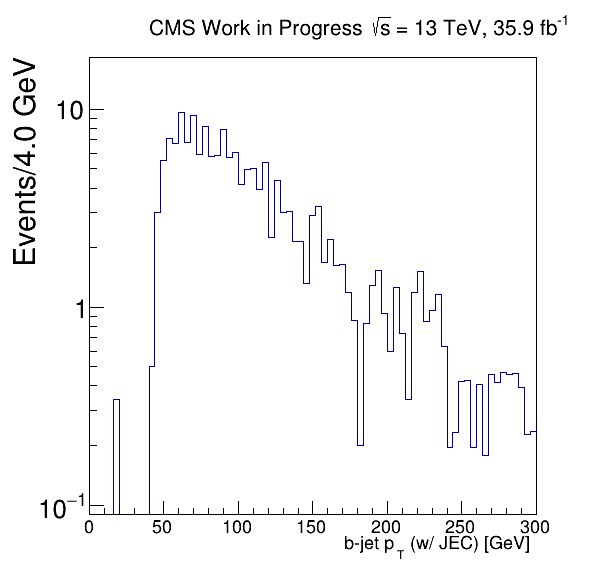 CMS Work in Progress √s = 13 TeV, 35.9 fb⁻¹
Events/4.0 GeV
10
1
10⁻¹
0 50 100 150 200 250 300
b-jet p_T (w/ JEC) [GeV]